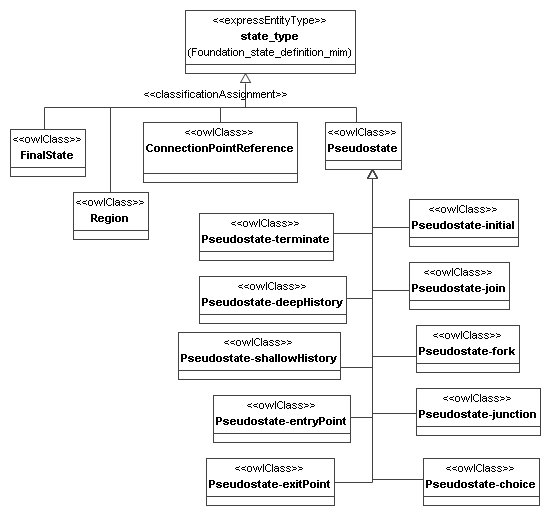 <<expressEntityType>>
state_type
(Foundation_state_definition_mim)
<<classificationAssignment>>
<<owlClass>>
FinalState
<<owlClass>>
ConnectionPointReference
<<owlClass>>
Pseudostate
<<owlClass>>
Region
<<owlClass>>
Pseudostate-terminate
<<owlClass>>
Pseudostate-initial
<<owlClass>>
Pseudostate-deepHistory
<<owlClass>>
Pseudostate-join
<<owlClass>>
Pseudostate-shallowHistory
<<owlClass>>
Pseudostate-fork
<<owlClass>>
Pseudostate-entryPoint
<<owlClass>>
Pseudostate-junction
<<owlClass>>
Pseudostate-exitPoint
<<owlClass>>
Pseudostate-choice